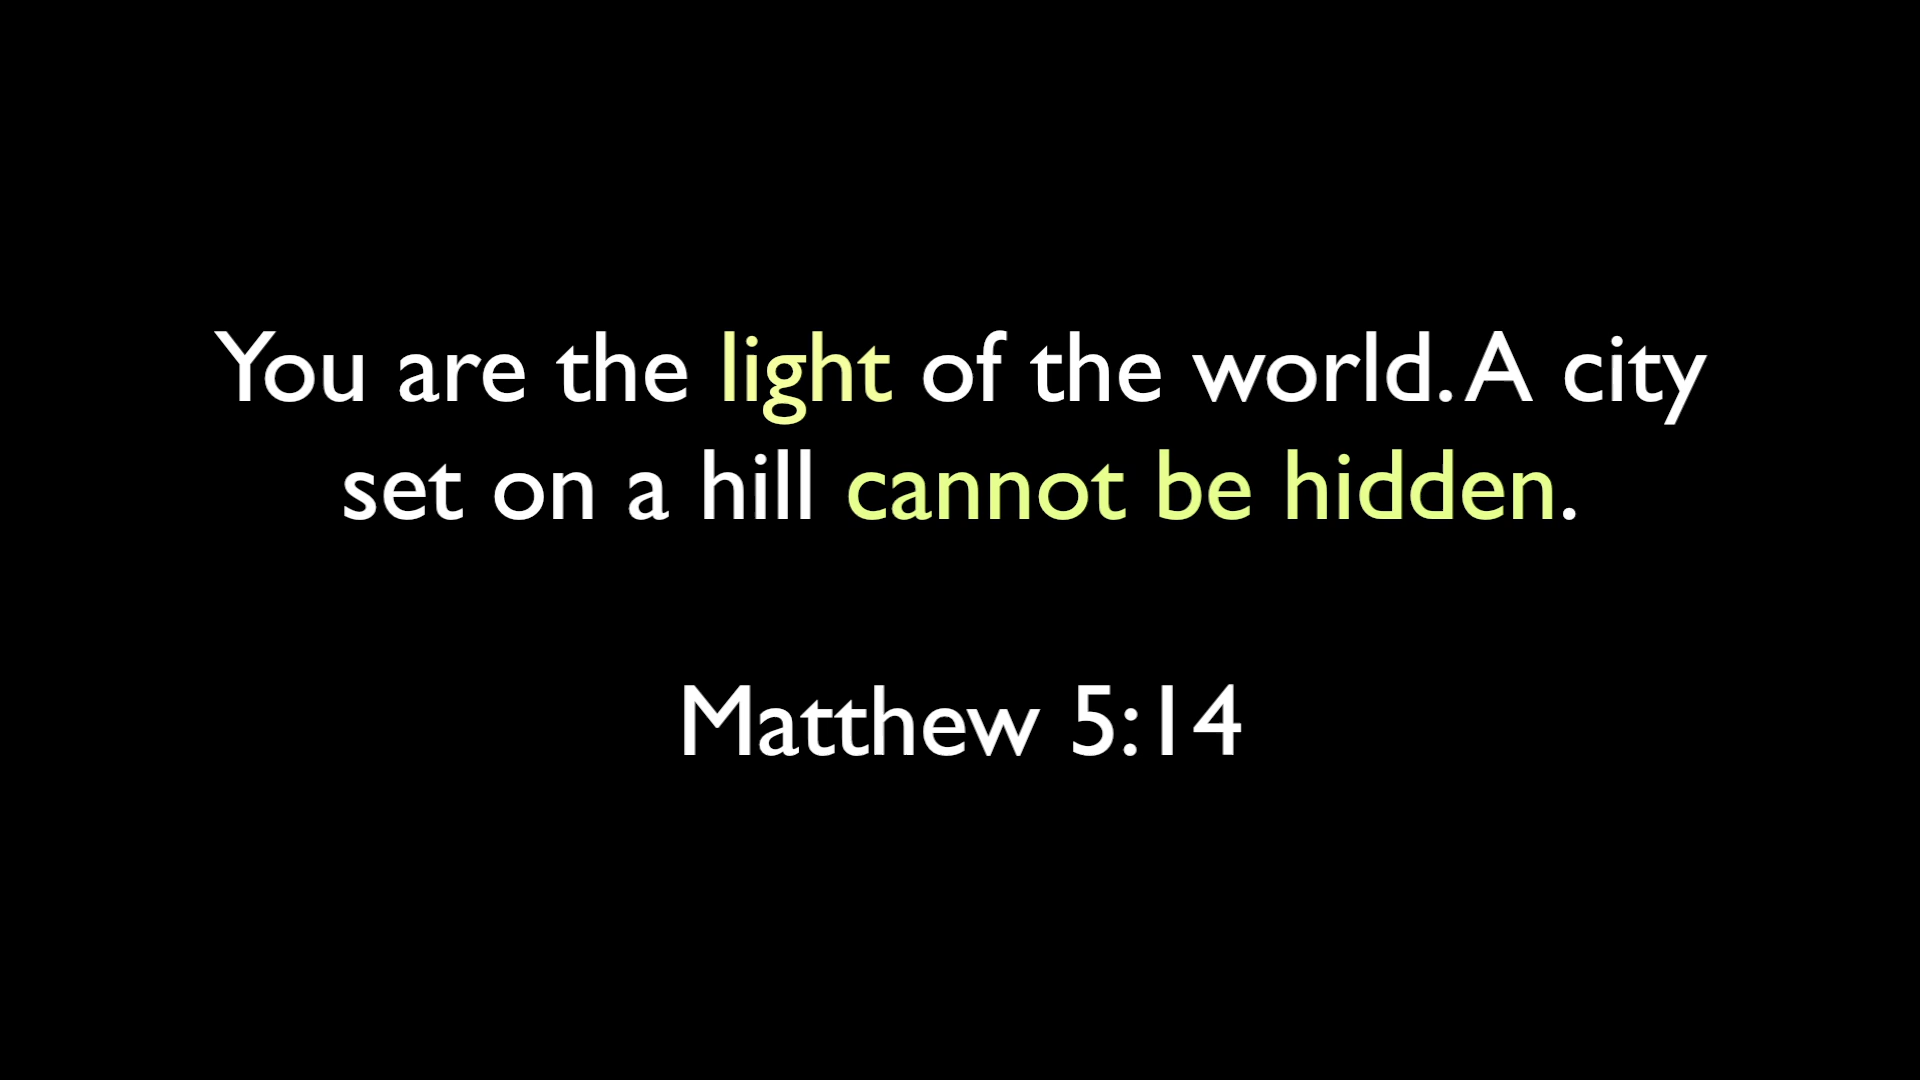 You are the light of the world. A city
set on a hill cannot be hidden.
Matthew 5:14